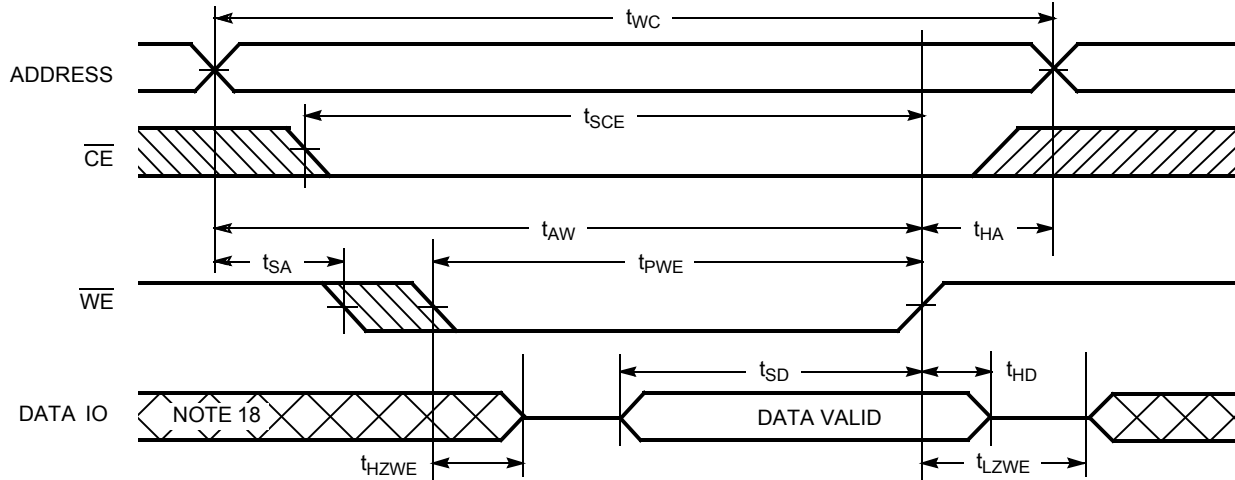 tWC
ADDRESS
tSCE
CE
tAW
tHA
tSA
tPWE
WE
tSD
tHD
DATA IO
NOTE 18
DATA VALID
tHZWE
tLZWE